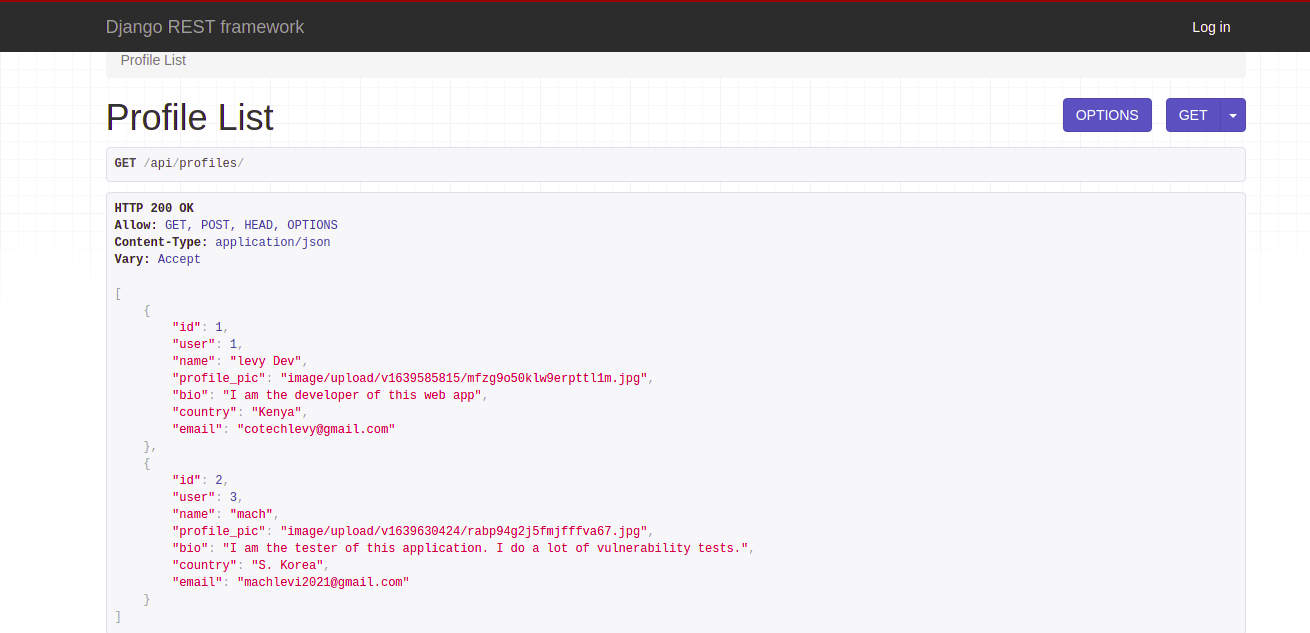 Django REST framework
Log in
Profile List
Profile List
OPTIONS
GET
GET /api/profiles/
HTTP 200 OK
Allow: GET, POST, HEAD, OPTIONS
Content-Type: application/json
Vary: Accept
[
    {
        "id": 1,
        "user": 1,
        "name": "levy Dev",
        "profile_pic": "image/upload/v1639585815/mfzg9o50klw9erpttl1m.jpg",
        "bio": "I am the developer of this web app",
        "country": "Kenya",
        "email": "cotechlevy@gmail.com"
    },
    {
        "id": 2,
        "user": 3,
        "name": "mach",
        "profile_pic": "image/upload/v1639630424/rabp94g2j5fmjfffva67.jpg",
        "bio": "I am the tester of this application. I do a lot of vulnerability tests.",
        "country": "S. Korea",
        "email": "machlevi2021@gmail.com"
    }
]